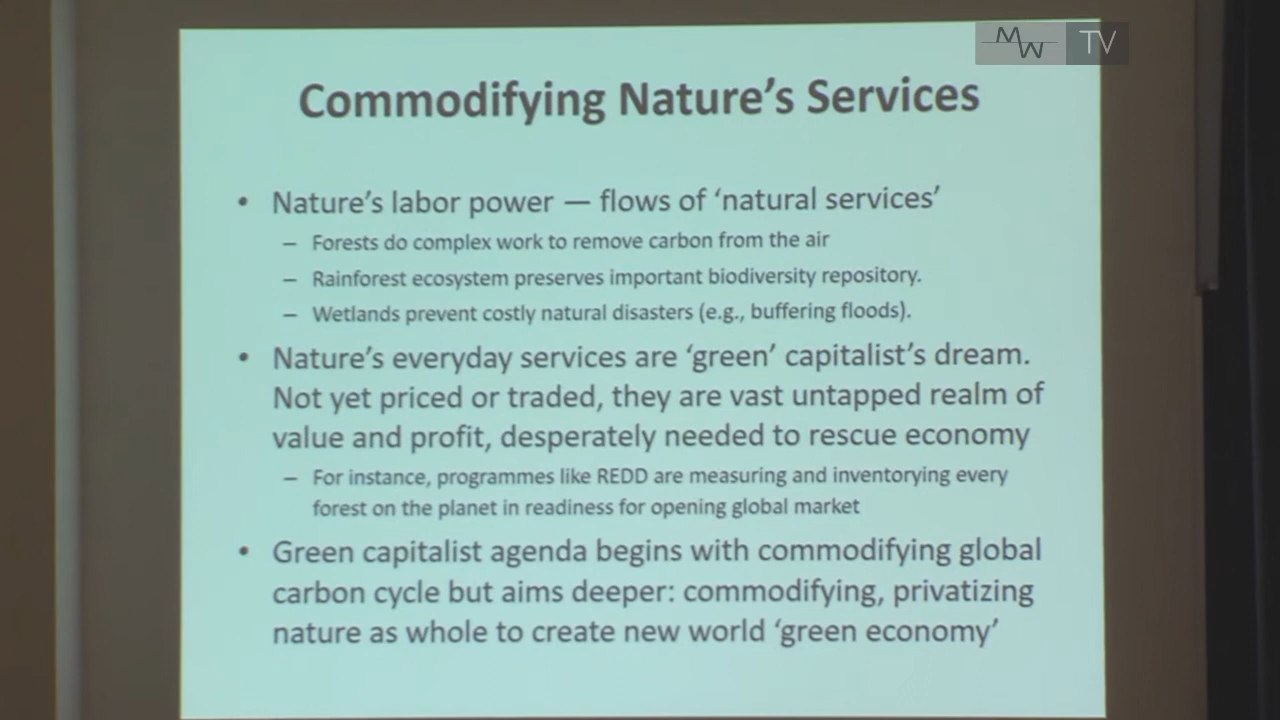 MW TV
Commodifying Nature's Services
• Nature's labor power — flows of 'natural services'
– Forests do complex work to remove carbon from the air
– Rainforest ecosystem preserves important biodiversity repository.
– Wetlands prevent costly natural disasters (e.g., buffering floods).
• Nature's everyday services are 'green' capitalist's dream.
Not yet priced or traded, they are vast untapped realm of
value and profit, desperately needed to rescue economy
– For instance, programmes like REDD are measuring and inventorying every
forest on the planet in readiness for opening global market
• Green capitalist agenda begins with commodifying global
carbon cycle but aims deeper: commodifying, privatizing
nature as whole to create new world 'green economy'